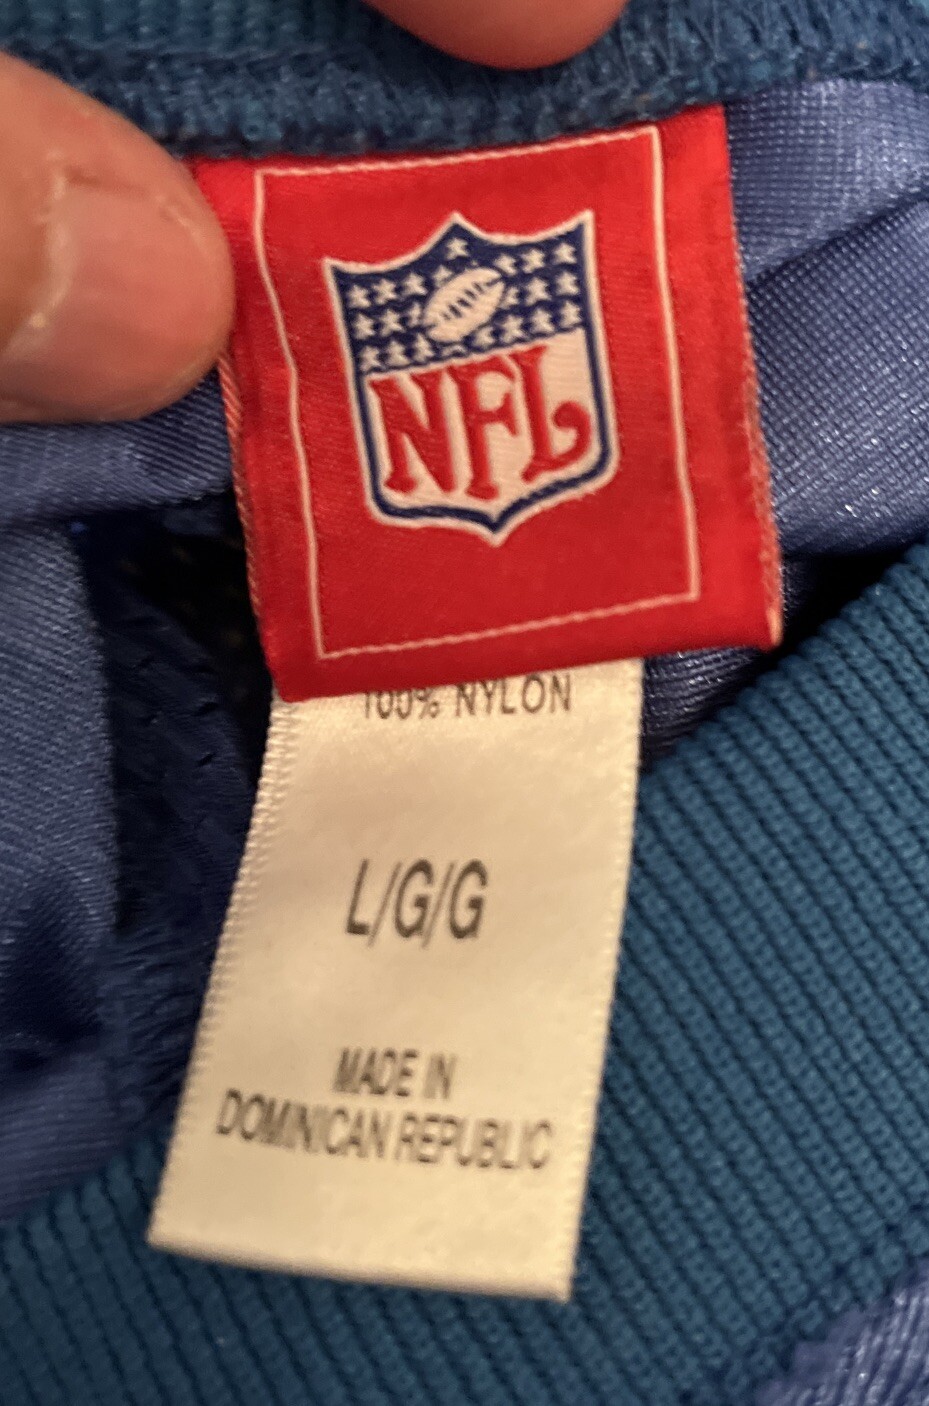 NFL
100% NYLON
L/G/G
MADE IN
DOMINICAN REPUBLIC